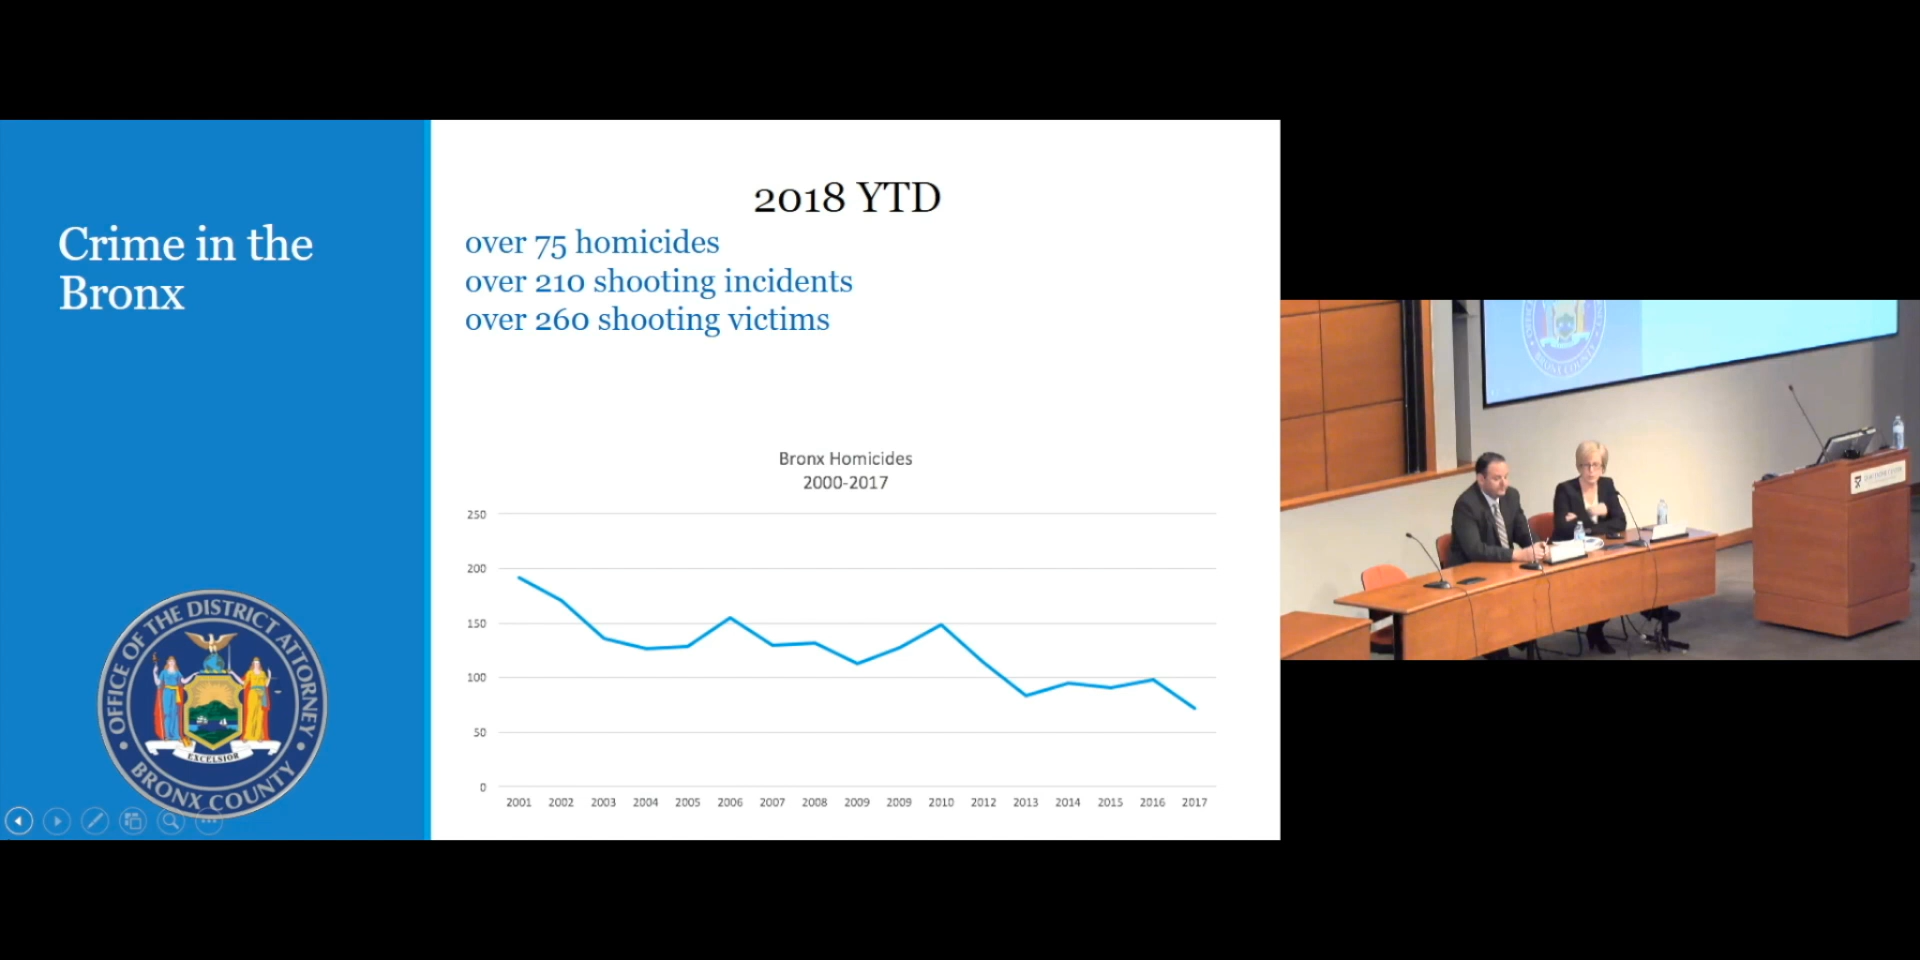 Crime in the
Bronx
2018 YTD
over 75 homicides
over 210 shooting incidents
over 260 shooting victims
Bronx Homicides
2000-2017
250
200
150
100
50
0
2001 2002 2003 2004 2005 2006 2007 2008 2009 2009 2010 2012 2013 2014 2015 2016 2017
OFFICE OF THE DISTRICT ATTORNEY
EXCELSIOR
BRONX COUNTY
BRONX COUNTY